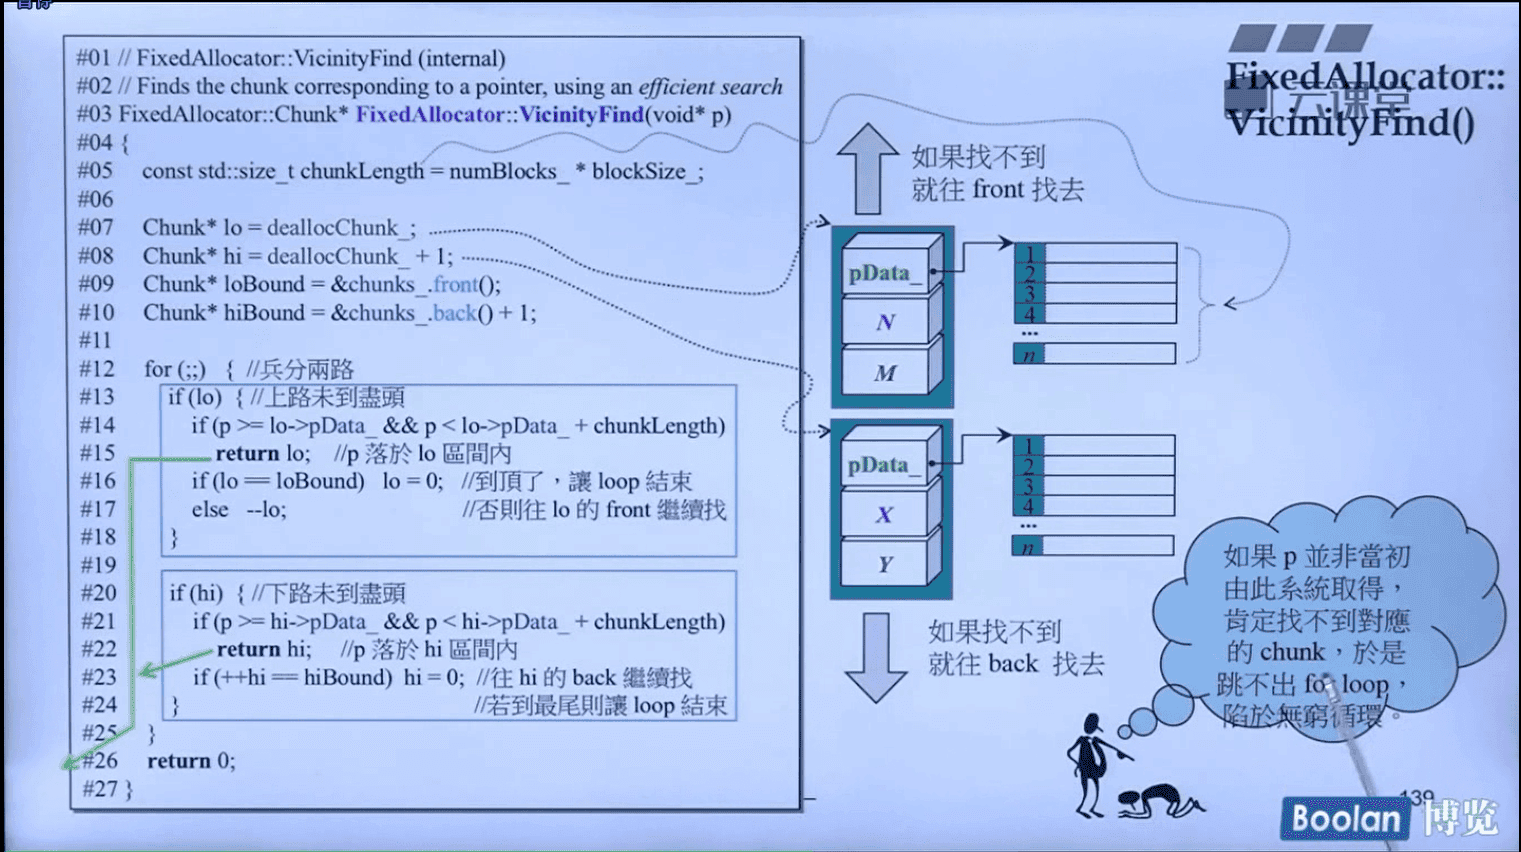 暂停
#01 // FixedAllocator::VicinityFind (internal)
#02 // Finds the chunk corresponding to a pointer, using an efficient search
#03 FixedAllocator::Chunk* FixedAllocator::VicinityFind(void* p)
#04 {
#05 const std::size_t chunkLength = numBlocks_ * blockSize_;
#06
#07 Chunk* lo = deallocChunk_;
#08 Chunk* hi = deallocChunk_ + 1;
#09 Chunk* loBound = &chunks_.front();
#10 Chunk* hiBound = &chunks_.back() + 1;
#11
#12 for (;;) { //兵分兩路
#13 if (lo) { //上路未到盡頭
#14 if (p >= lo->pData_ && p < lo->pData_ + chunkLength)
#15 return lo; //p 落於 lo 區間內
#16 if (lo == loBound) lo = 0; //到頂了，讓 loop 結束
#17 else --lo; //否則往 lo 的 front 繼續找
#18 }
#19
#20 if (hi) { //下路未到盡頭
#21 if (p >= hi->pData_ && p < hi->pData_ + chunkLength)
#22 return hi; //p 落於 hi 區間內
#23 if (++hi == hiBound) hi = 0; //往 hi 的 back 繼續找
#24 } //若到最尾則讓 loop 結束
#25 }
#26 return 0;
#27 }
FixedAllocator::
VicinityFind()
云课堂
如果找不到
就往 front 找去
pData_
N
M
1
2
3
4
...
n
pData_
X
Y
1
2
3
4
...
n
如果找不到
就往 back 找去
如果 p 並非當初
由此系統取得，
肯定找不到對應
的 chunk，於是
跳不出 for loop，
陷於無窮循環。
139
Boolan 博览